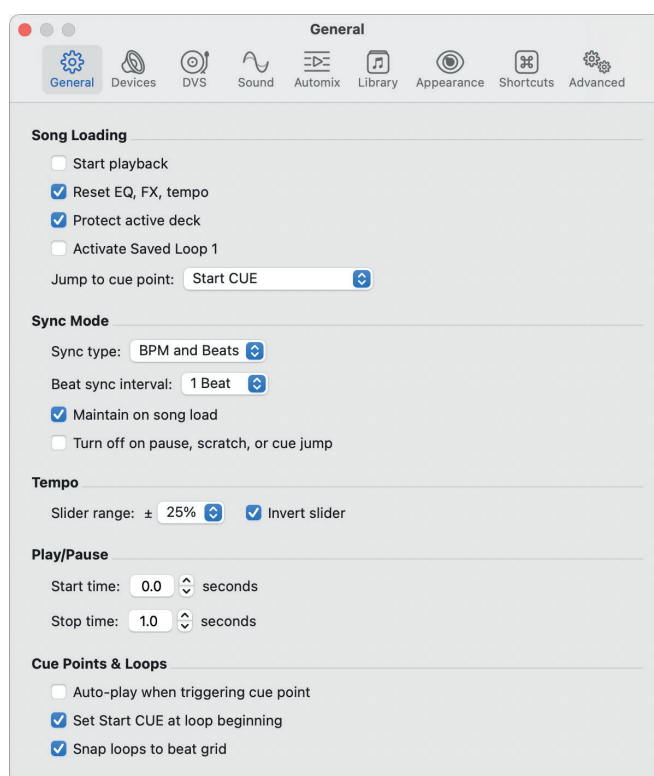 General
General Devices DVS Sound Automix Library Appearance Shortcuts Advanced
Song Loading
Start playback
Reset EQ, FX, tempo
Protect active deck
Activate Saved Loop 1
Jump to cue point: Start CUE
Sync Mode
Sync type: BPM and Beats
Beat sync interval: 1 Beat
Maintain on song load
Turn off on pause, scratch, or cue jump
Tempo
Slider range: ± 25% Invert slider
Play/Pause
Start time: 0.0 seconds
Stop time: 1.0 seconds
Cue Points & Loops
Auto-play when triggering cue point
Set Start CUE at loop beginning
Snap loops to beat grid